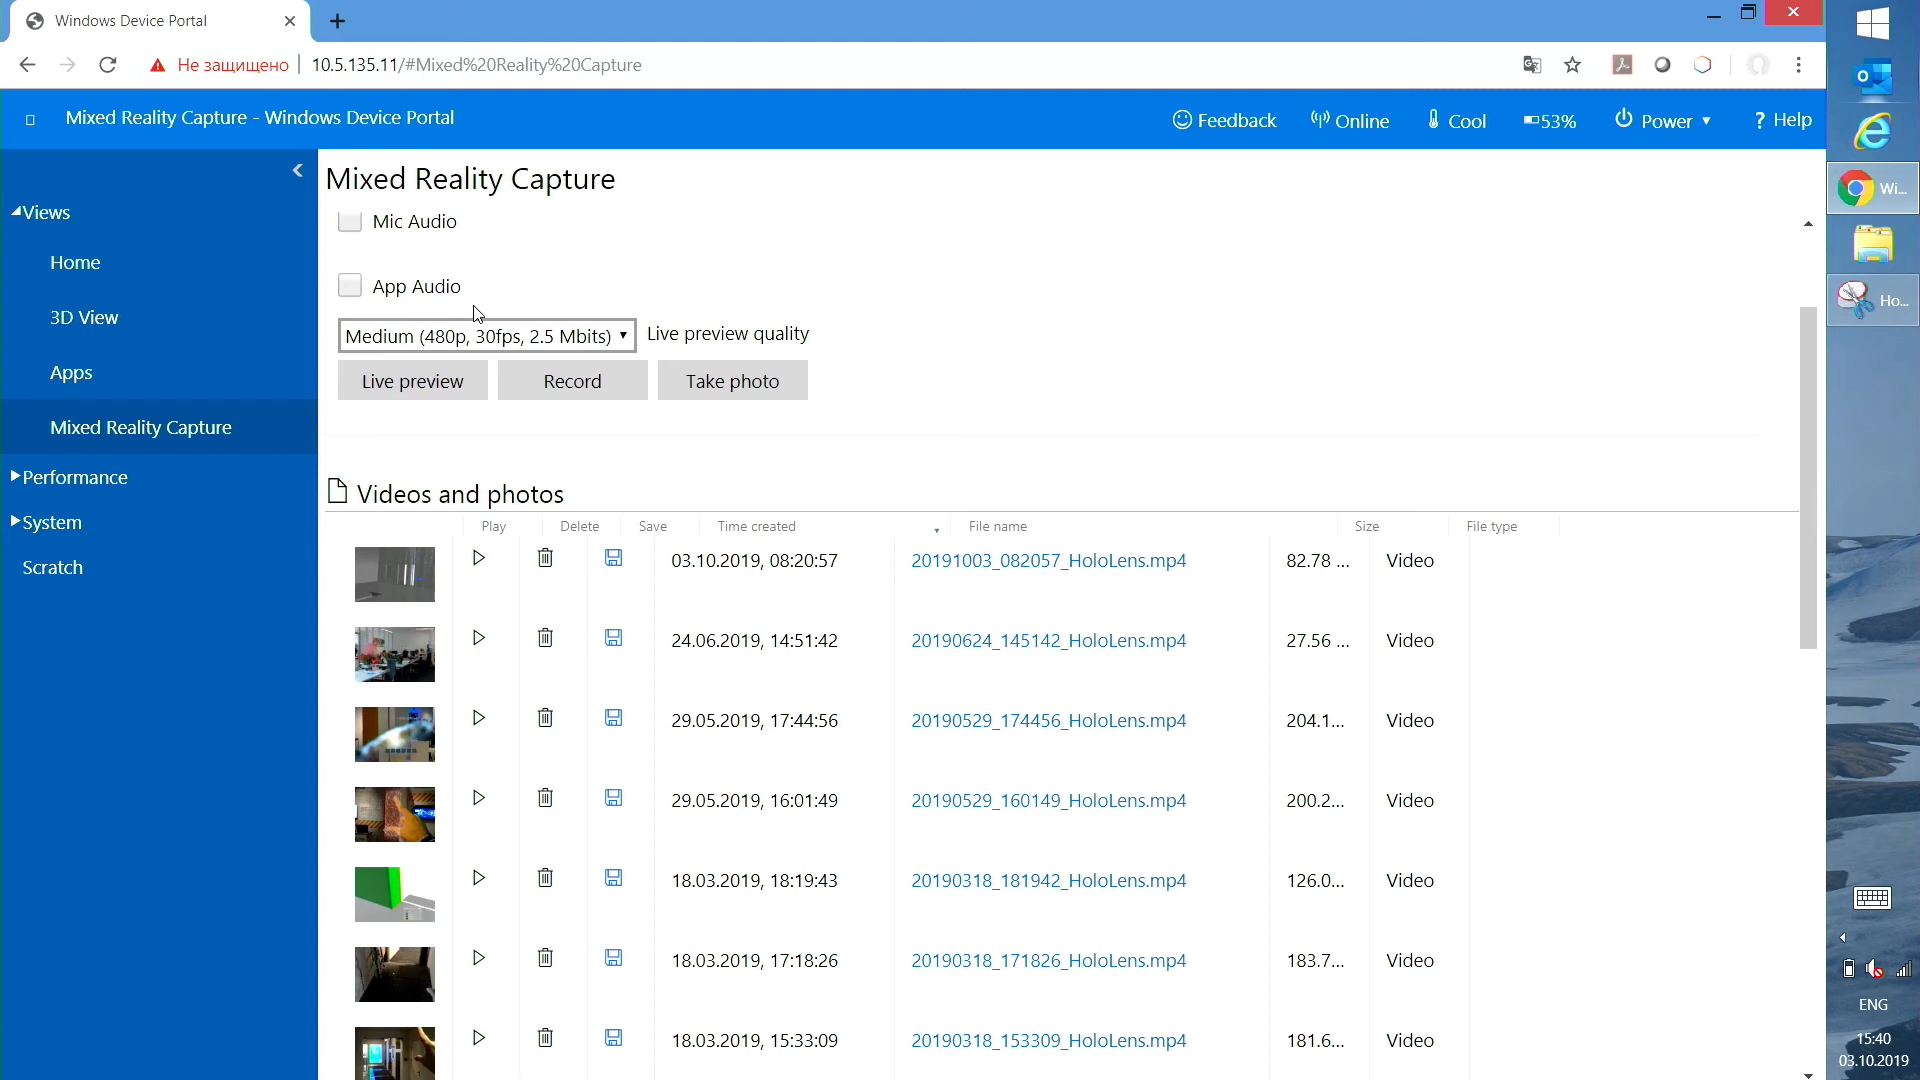 Windows Device Portal
Не защищено
10.5.135.11/#Mixed%20Reality%20Capture
Mixed Reality Capture - Windows Device Portal
Feedback
Online
Cool
53%
Power
? Help
Views
Home
3D View
Apps
Mixed Reality Capture
Performance
System
Scratch
Mixed Reality Capture
Mic Audio
App Audio
Medium (480p, 30fps, 2.5 Mbits)
Live preview quality
Live preview
Record
Take photo
Videos and photos
Play Delete Save Time created File name Size File type
03.10.2019, 08:20:57 20191003_082057_HoloLens.mp4 82.78 ... Video
24.06.2019, 14:51:42 20190624_145142_HoloLens.mp4 27.56 ... Video
29.05.2019, 17:44:56 20190529_174456_HoloLens.mp4 204.1... Video
29.05.2019, 16:01:49 20190529_160149_HoloLens.mp4 200.2... Video
18.03.2019, 18:19:43 20190318_181942_HoloLens.mp4 126.0... Video
18.03.2019, 17:18:26 20190318_171826_HoloLens.mp4 183.7... Video
18.03.2019, 15:33:09 20190318_153309_HoloLens.mp4 181.6... Video
Wi...
Ho...
ENG
15:40
03.10.2019